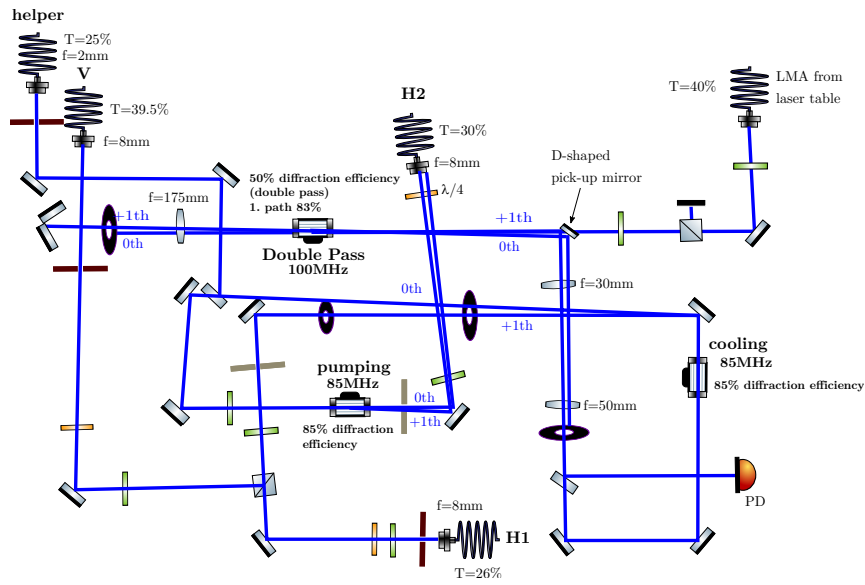 helper
T=25%
f=2mm
V
T=39.5%
f=8mm
H2
T=30%
f=8mm
λ/4
T=40%
LMA from
laser table
D-shaped
pick-up mirror
50% diffraction efficiency
(double pass)
1. path 83%
f=175mm
+1th
0th
Double Pass
100MHz
+1th
0th
0th
+1th
f=30mm
cooling
85MHz
85% diffraction efficiency
pumping
85MHz
0th
+1th
85% diffraction
efficiency
f=50mm
PD
f=8mm
H1
T=26%